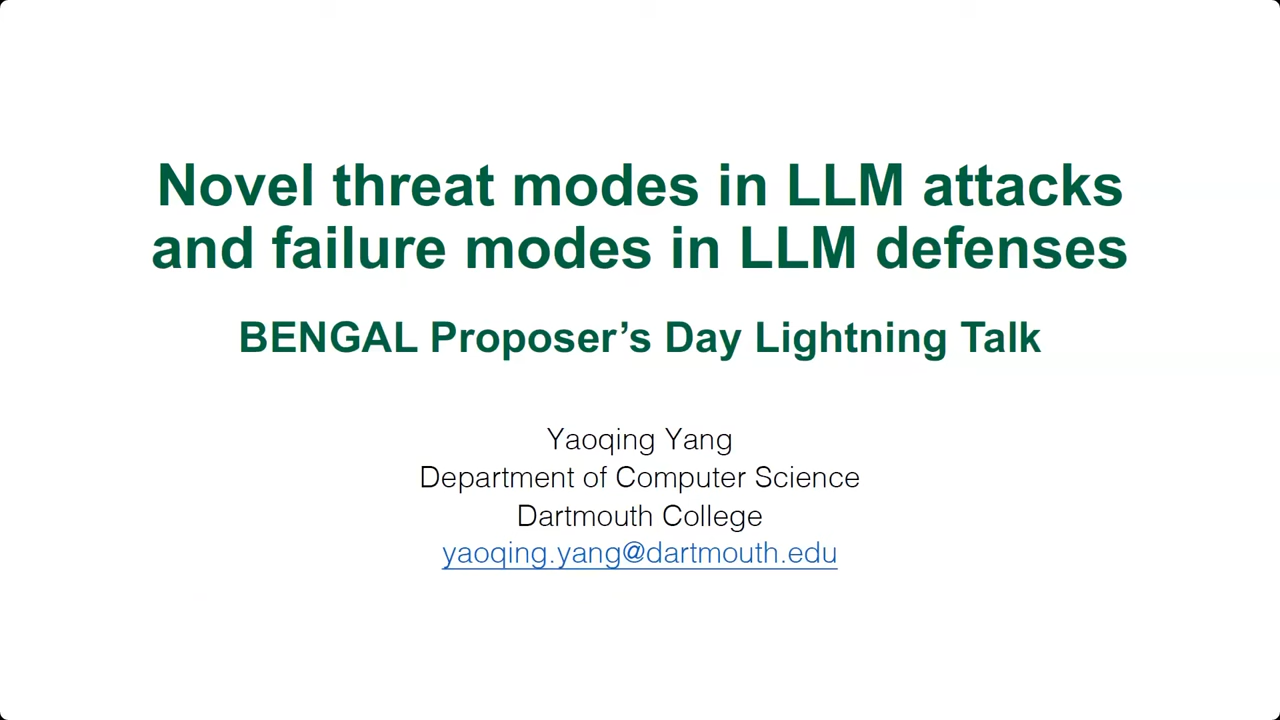 Novel threat modes in LLM attacks
and failure modes in LLM defenses
BENGAL Proposer’s Day Lightning Talk
Yaoqing Yang
Department of Computer Science
Dartmouth College
yaoqing.yang@dartmouth.edu